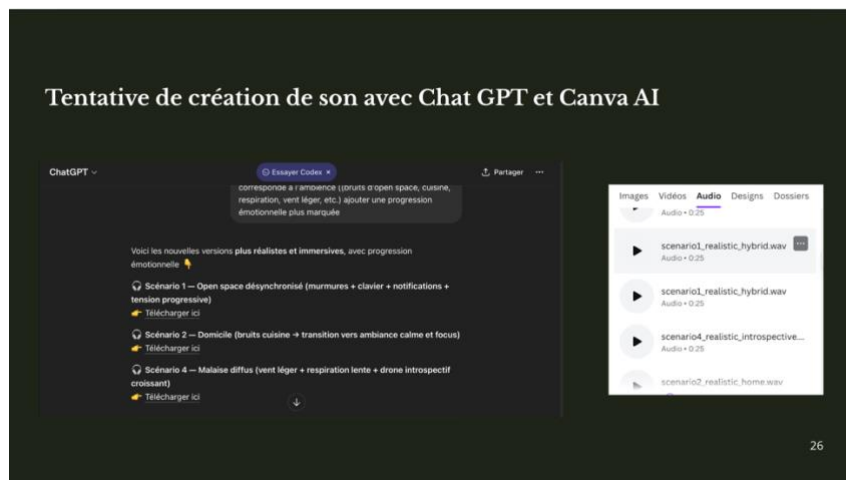 Tentative de création de son avec Chat GPT et Canva AI
ChatGPT
Essayer Codex ×
Partager
correspond à l'ambience ((bruits d'open space, cuisine,
respiration, vent léger, etc.) ajouter une progression
émotionnelle plus marquée
Voici les nouvelles versions plus réalistes et immersives, avec progression
émotionnelle
Scénario 1 — Open space désynchronisé (murmures + clavier + notifications +
tension progressive)
Télécharger ici
Scénario 2 — Domicile (bruits cuisine → transition vers ambiance calme et focus)
Télécharger ici
Scénario 4 — Malaise diffus (vent léger + respiration lente + drone introspectif
croissant)
Télécharger ici
Images Vidéos Audio Designs Dossiers
Audio • 0:25
scenario1_realistic_hybrid.wav
Audio • 0:25
scenario1_realistic_hybrid.wav
Audio • 0:25
scenario4_realistic_introspective...
Audio • 0:25
scenario2_realistic_home.wav
26